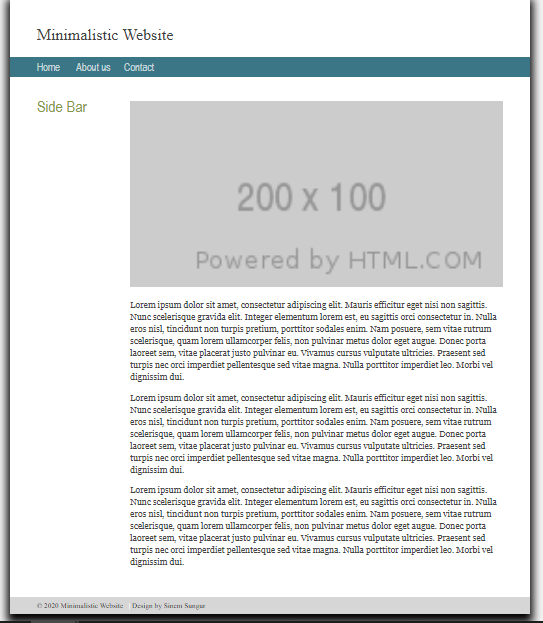 Minimalistic Website
Home About us Contact
Side Bar
200 x 100
Powered by HTML.COM
Lorem ipsum dolor sit amet, consectetur adipiscing elit. Mauris efficitur eget nisi non sagittis.
Nunc scelerisque gravida elit. Integer elementum lorem est, eu sagittis orci consectetur in. Nulla
eros nisl, tincidunt non turpis pretium, porttitor sodales enim. Nam posuere, sem vitae rutrum
scelerisque, quam lorem ullamcorper felis, non pulvinar metus dolor eget augue. Donec porta
laoreet sem, vitae placerat justo pulvinar eu. Vivamus cursus vulputate ultricies. Praesent sed
turpis nec orci imperdiet pellentesque sed vitae magna. Nulla porttitor imperdiet leo. Morbi vel
dignissim dui.
Lorem ipsum dolor sit amet, consectetur adipiscing elit. Mauris efficitur eget nisi non sagittis.
Nunc scelerisque gravida elit. Integer elementum lorem est, eu sagittis orci consectetur in. Nulla
eros nisl, tincidunt non turpis pretium, porttitor sodales enim. Nam posuere, sem vitae rutrum
scelerisque, quam lorem ullamcorper felis, non pulvinar metus dolor eget augue. Donec porta
laoreet sem, vitae placerat justo pulvinar eu. Vivamus cursus vulputate ultricies. Praesent sed
turpis nec orci imperdiet pellentesque sed vitae magna. Nulla porttitor imperdiet leo. Morbi vel
dignissim dui.
Lorem ipsum dolor sit amet, consectetur adipiscing elit. Mauris efficitur eget nisi non sagittis.
Nunc scelerisque gravida elit. Integer elementum lorem est, eu sagittis orci consectetur in. Nulla
eros nisl, tincidunt non turpis pretium, porttitor sodales enim. Nam posuere, sem vitae rutrum
scelerisque, quam lorem ullamcorper felis, non pulvinar metus dolor eget augue. Donec porta
laoreet sem, vitae placerat justo pulvinar eu. Vivamus cursus vulputate ultricies. Praesent sed
turpis nec orci imperdiet pellentesque sed vitae magna. Nulla porttitor imperdiet leo. Morbi vel
dignissim dui.
© 2020 Minimalistic Website | Design by Sinem Sungur